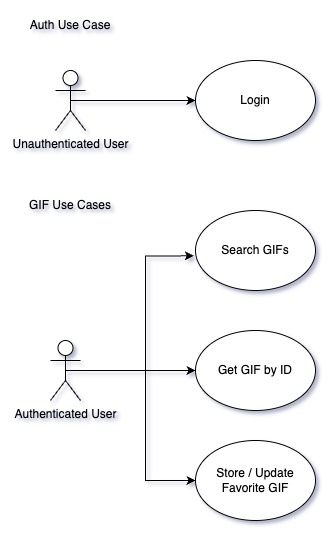 Auth Use Case
Login
Unauthenticated User
GIF Use Cases
Search GIFs
Get GIF by ID
Authenticated User
Store / Update
Favorite GIF